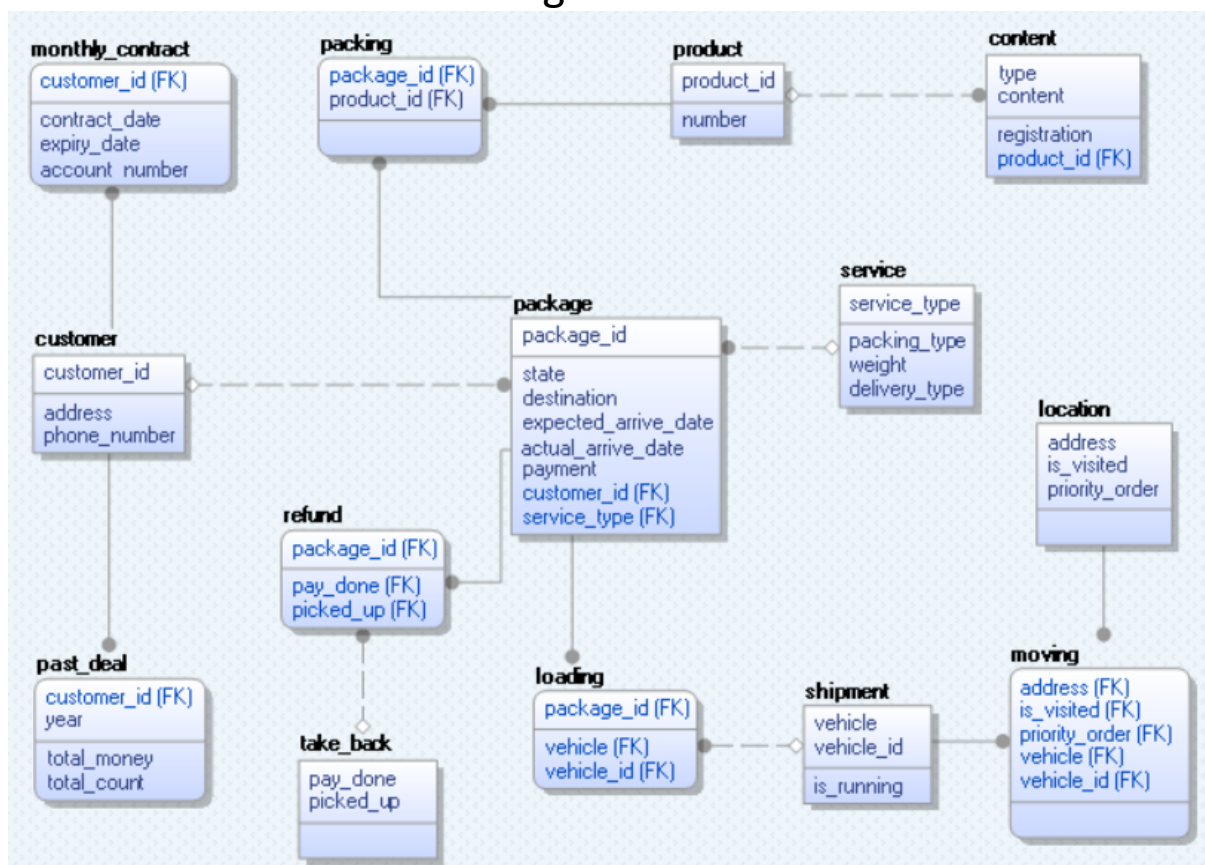 monthly_contract
customer_id (FK)
contract_date
expiry_date
account_number
packing
package_id (FK)
product_id (FK)
product
product_id
number
content
type
content
registration
product_id (FK)
service
service_type
packing_type
weight
delivery_type
package
package_id
state
destination
expected_arrive_date
actual_arrive_date
payment
customer_id (FK)
service_type (FK)
customer
customer_id
address
phone_number
location
address
is_visited
priority_order
refund
package_id (FK)
pay_done (FK)
picked_up (FK)
past_deal
customer_id (FK)
year
total_money
total_count
take_back
pay_done
picked_up
loading
package_id (FK)
vehicle (FK)
vehicle_id (FK)
shipment
vehicle
vehicle_id
is_running
moving
address (FK)
is_visited (FK)
priority_order (FK)
vehicle (FK)
vehicle_id (FK)